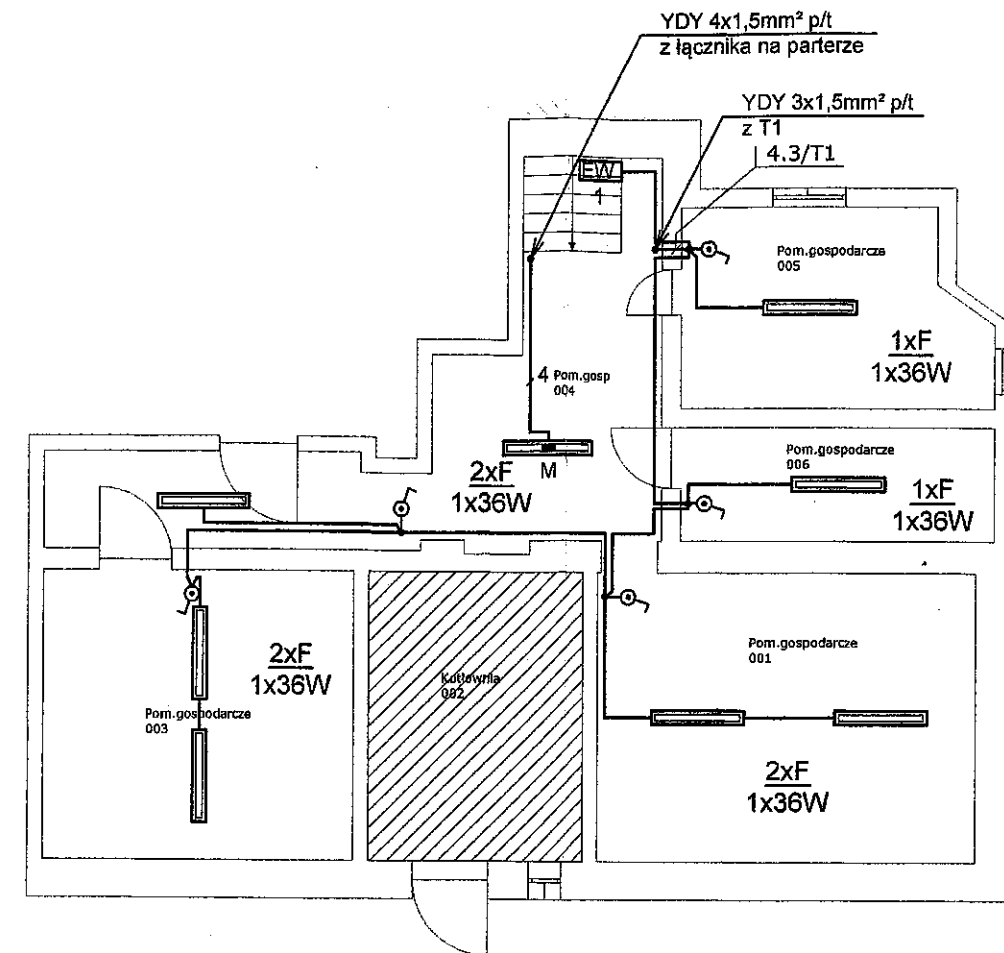 YDY 4x1,5mm² p/t
z łącznika na parterze
YDY 3x1,5mm² p/t
z T1
4.3/T1
EW
1
Pom.gospodarcze
005
1xF
1x36W
4 Pom.gosp
004
M
2xF
1x36W
Pom.gospodarcze
006
1xF
1x36W
2xF
1x36W
Pom.gospodarcze
003
Kotłownia
002
Pom.gospodarcze
001
2xF
1x36W